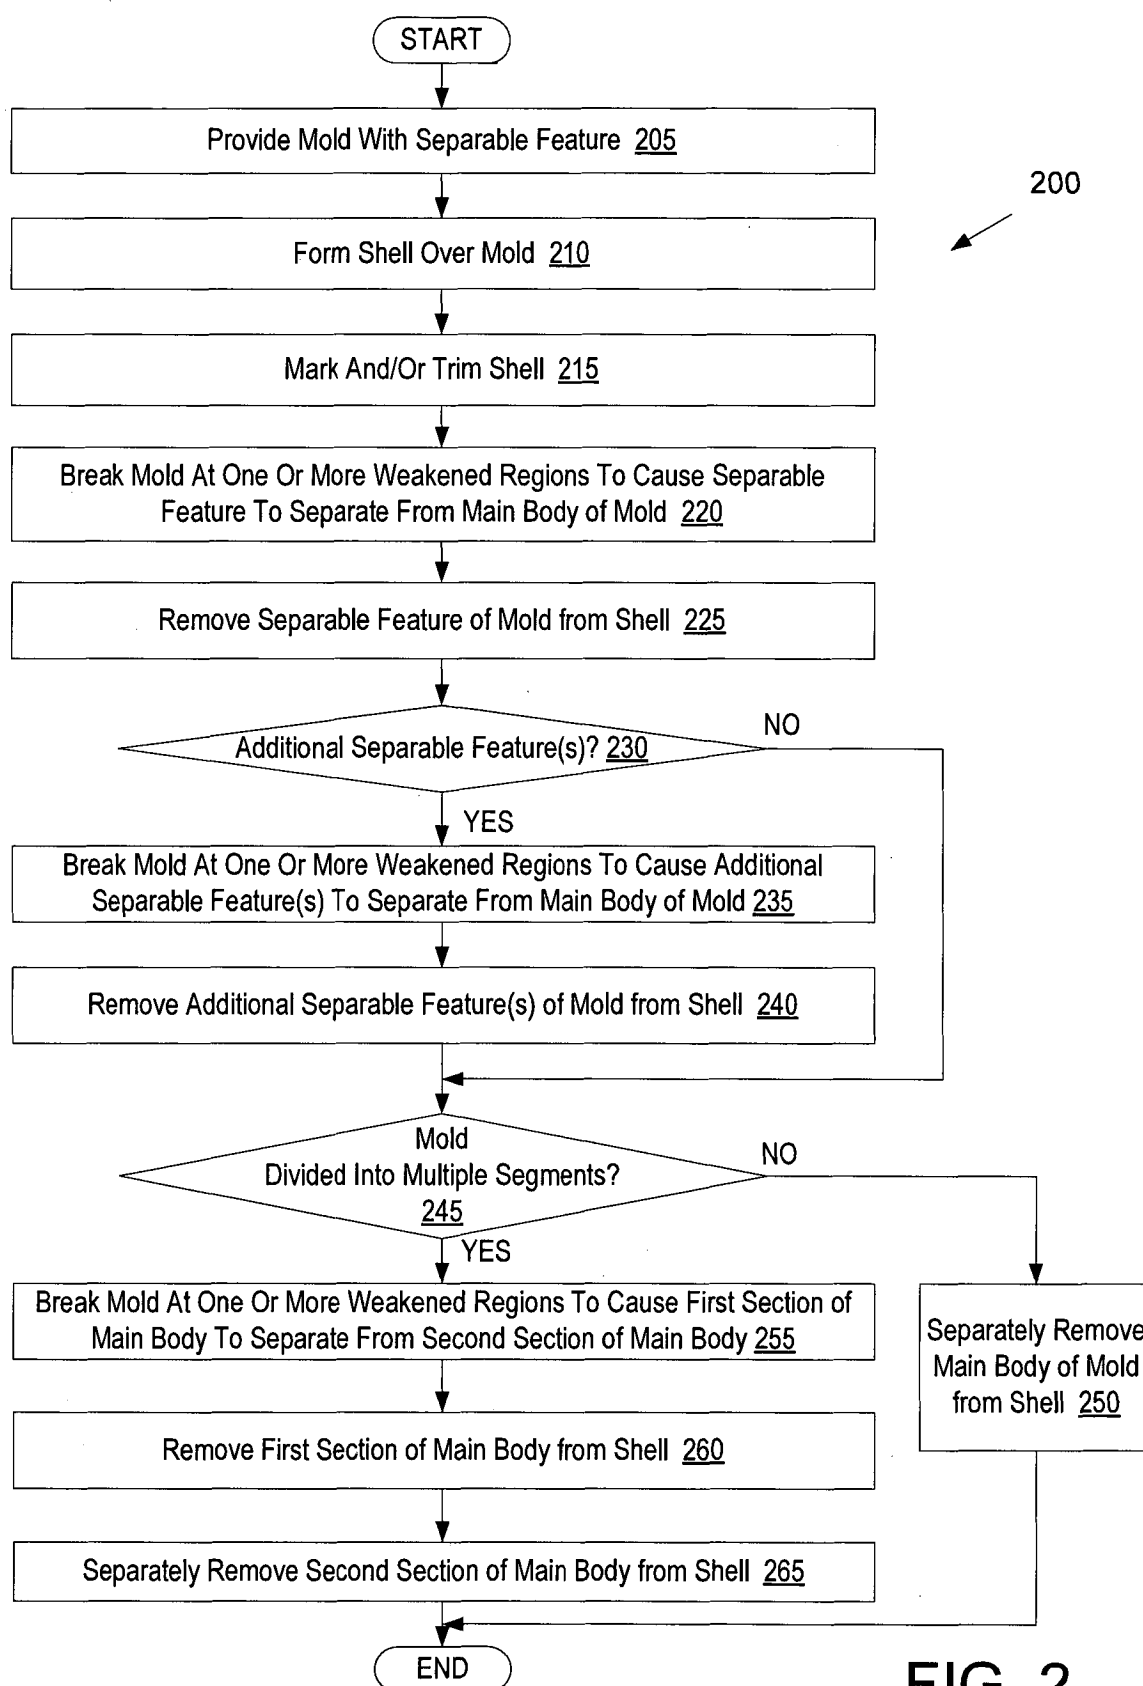 START
Provide Mold With Separable Feature 205
200
Form Shell Over Mold 210
Mark And/Or Trim Shell 215
Break Mold At One Or More Weakened Regions To Cause Separable
Feature To Separate From Main Body of Mold 220
Remove Separable Feature of Mold from Shell 225
NO
Additional Separable Feature(s)? 230
YES
Break Mold At One Or More Weakened Regions To Cause Additional
Separable Feature(s) To Separate From Main Body of Mold 235
Remove Additional Separable Feature(s) of Mold from Shell 240
Mold
Divided Into Multiple Segments?
245
NO
YES
Break Mold At One Or More Weakened Regions To Cause First Section of
Main Body To Separate From Second Section of Main Body 255
Separately Remove
Main Body of Mold
from Shell 250
Remove First Section of Main Body from Shell 260
Separately Remove Second Section of Main Body from Shell 265
END
FIG. 2